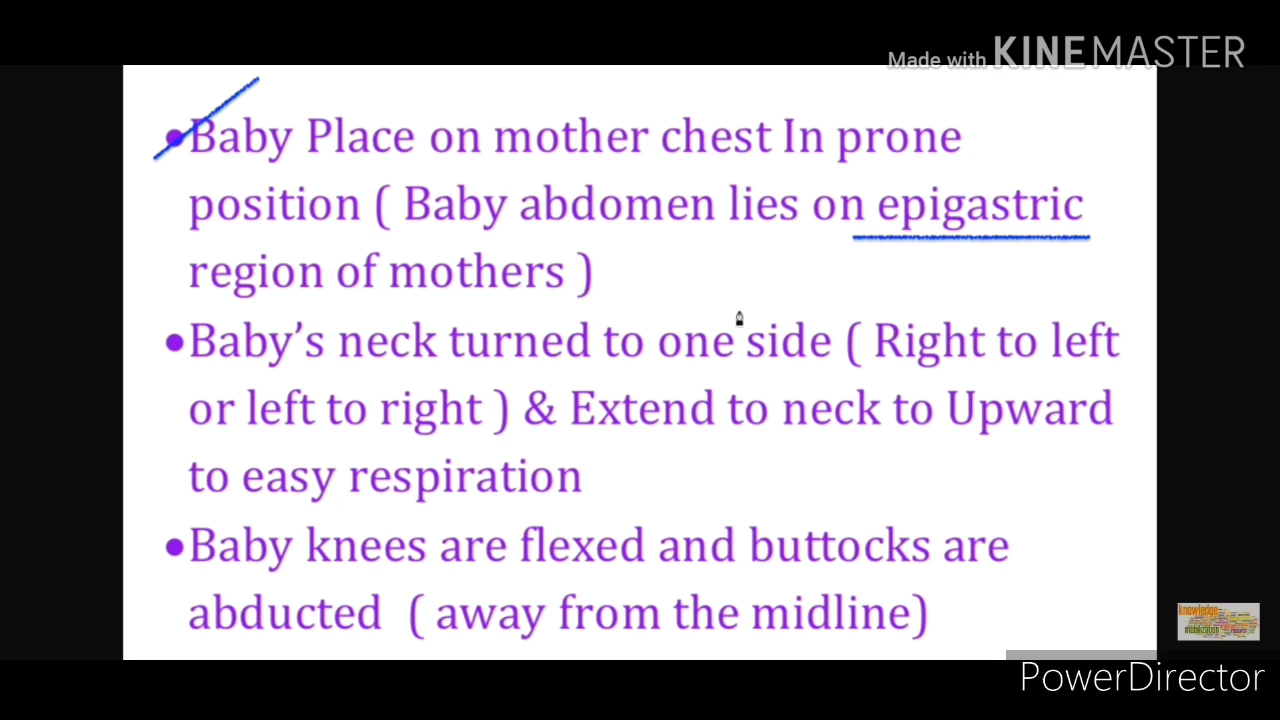 Made with KINEMASTER
•Baby Place on mother chest In prone
position ( Baby abdomen lies on epigastric
region of mothers )
•Baby’s neck turned to one side ( Right to left
or left to right ) & Extend to neck to Upward
to easy respiration
•Baby knees are flexed and buttocks are
abducted ( away from the midline)
knowledge
mobilization
PowerDirector